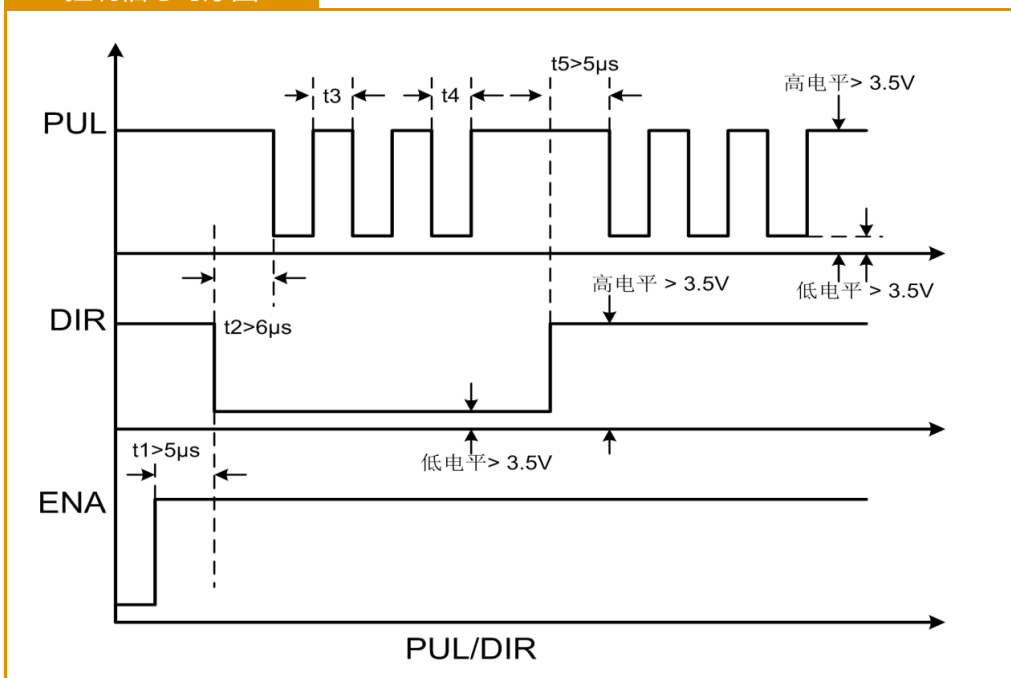 t5>5μs
高电平> 3.5V
t3
t4
PUL
高电平 > 3.5V
低电平 > 3.5V
DIR
t2>6μs
t1>5μs
低电平> 3.5V
ENA
PUL/DIR